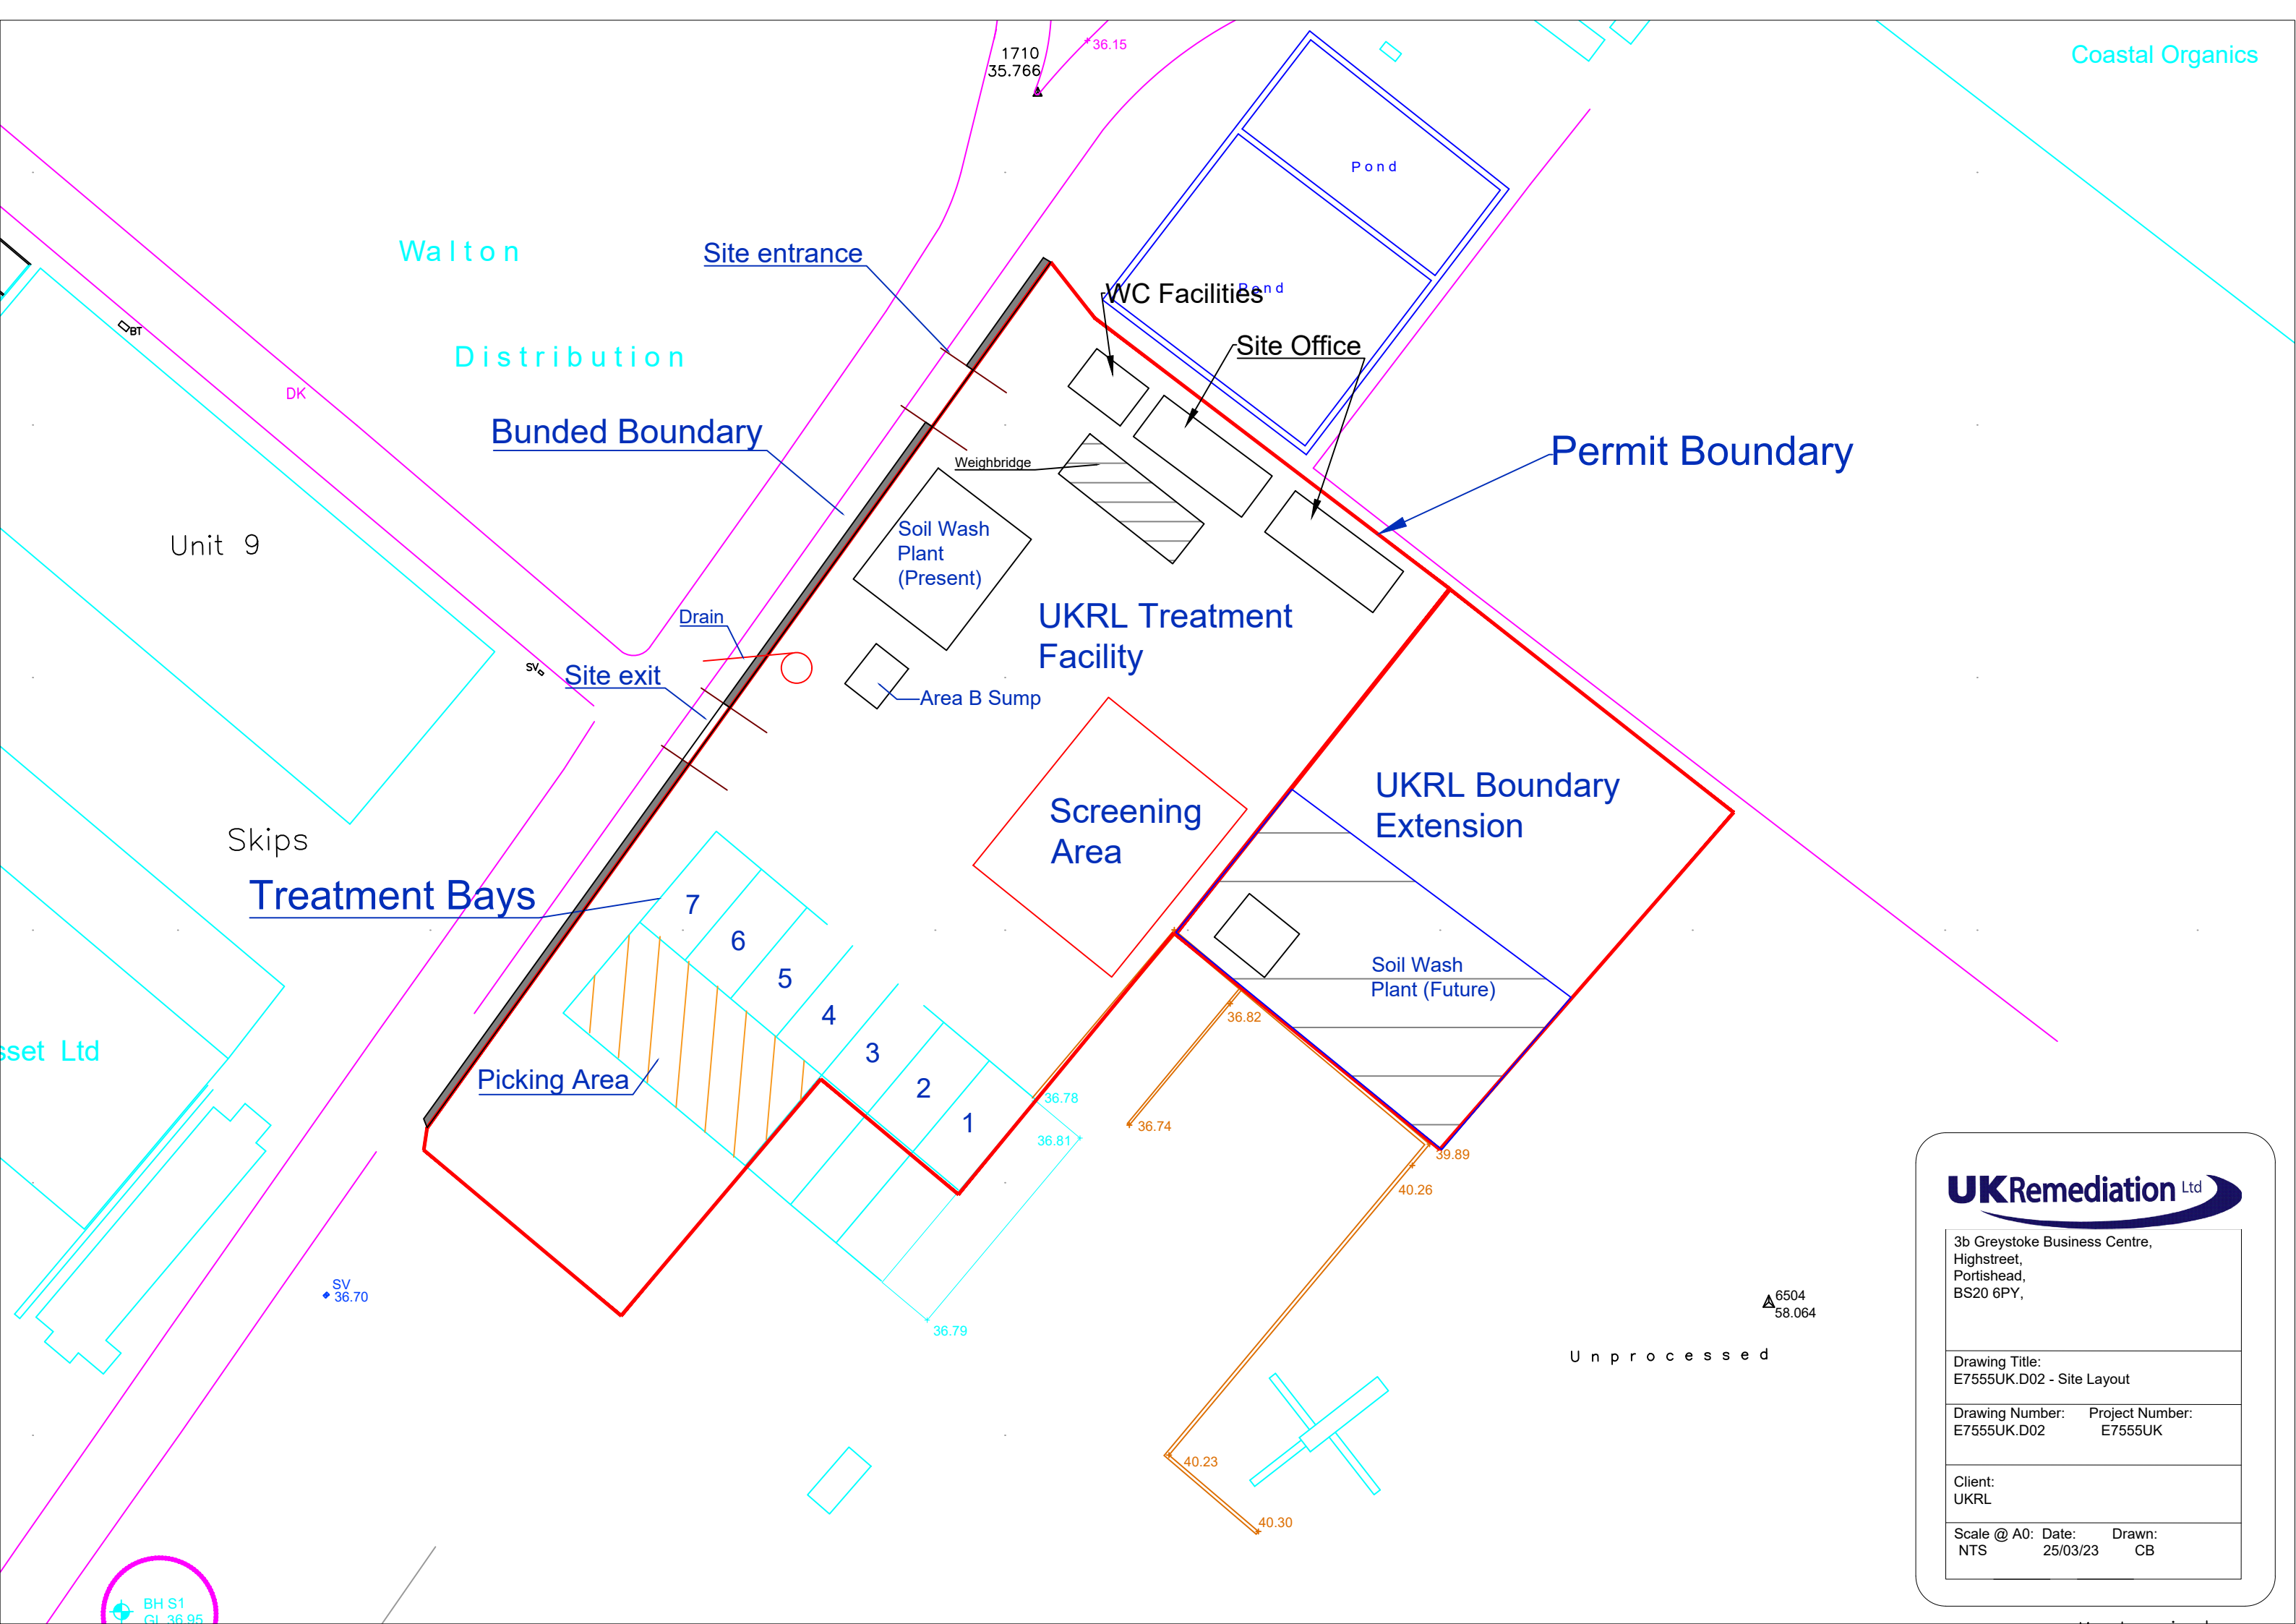 Coastal Organics
36.15
1710
35.766
Pond
Pond
Walton
Site entrance
WC Facilities
BT
Site Office
Distribution
DK
Bunded Boundary
Permit Boundary
Weighbridge
Soil Wash
Plant
(Present)
Unit 9
Drain
UKRL Treatment
Facility
SV
Site exit
Area B Sump
UKRL Boundary
Extension
Screening
Area
Skips
Treatment Bays
7
6
5
4
3
2
1
Soil Wash
Plant (Future)
36.82
sset Ltd
Picking Area
36.78
36.74
36.81
39.89
40.26
UKRemediation Ltd
3b Greystoke Business Centre,
Highstreet,
Portishead,
BS20 6PY,
SV
36.70
6504
58.064
36.79
Unprocessed
Drawing Title:
E7555UK.D02 - Site Layout
Drawing Number: Project Number:
E7555UK.D02 E7555UK
40.23
Client:
UKRL
40.30
Scale @ A0: Date: Drawn:
NTS 25/03/23 CB
BH S1
GL 36.95